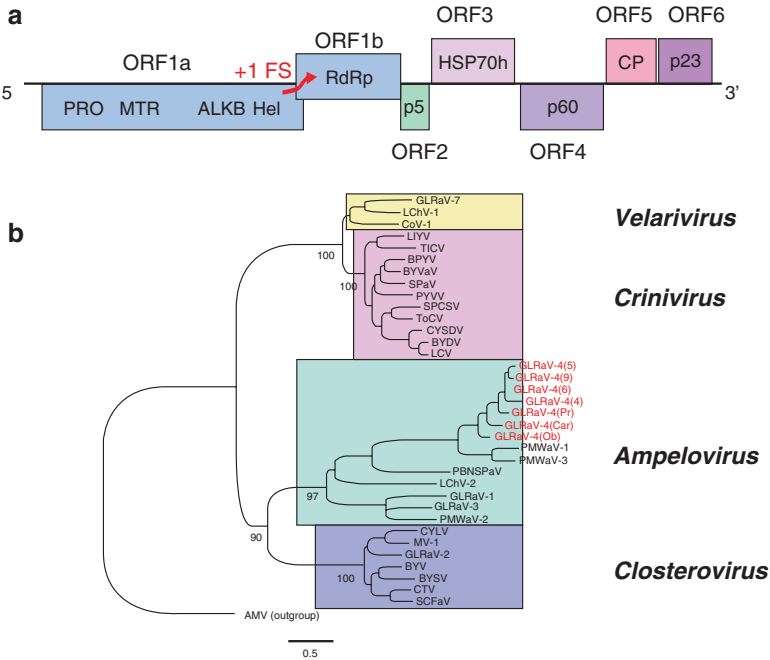 a
ORF3
ORF5 ORF6
ORF1b
ORF1a
+1 FS
RdRp
HSP70h
CP
p23
5
3’
PRO MTR ALKB Hel
p5
p60
ORF2
ORF4
b
GLRaV-7
LChV-1
CoV-1
Velarivirus
100
LIYV
TICV
BPYV
BYVaV
SPaV
PYVV
SPCSV
ToCV
CYSDV
BYDV
LCV
Crinivirus
100
GLRaV-4(5)
GLRaV-4(9)
GLRaV-4(6)
GLRaV-4(4)
GLRaV-4(Pr)
GLRaV-4(Car)
GLRaV-4(Ob)
PMWaV-1
PMWaV-3
PBNSPaV
LChV-2
GLRaV-1
GLRaV-3
PMWaV-2
Ampelovirus
97
90
CYLV
MV-1
GLRaV-2
BYV
BYSV
CTV
SCFaV
Closterovirus
100
AMV (outgroup)
0.5